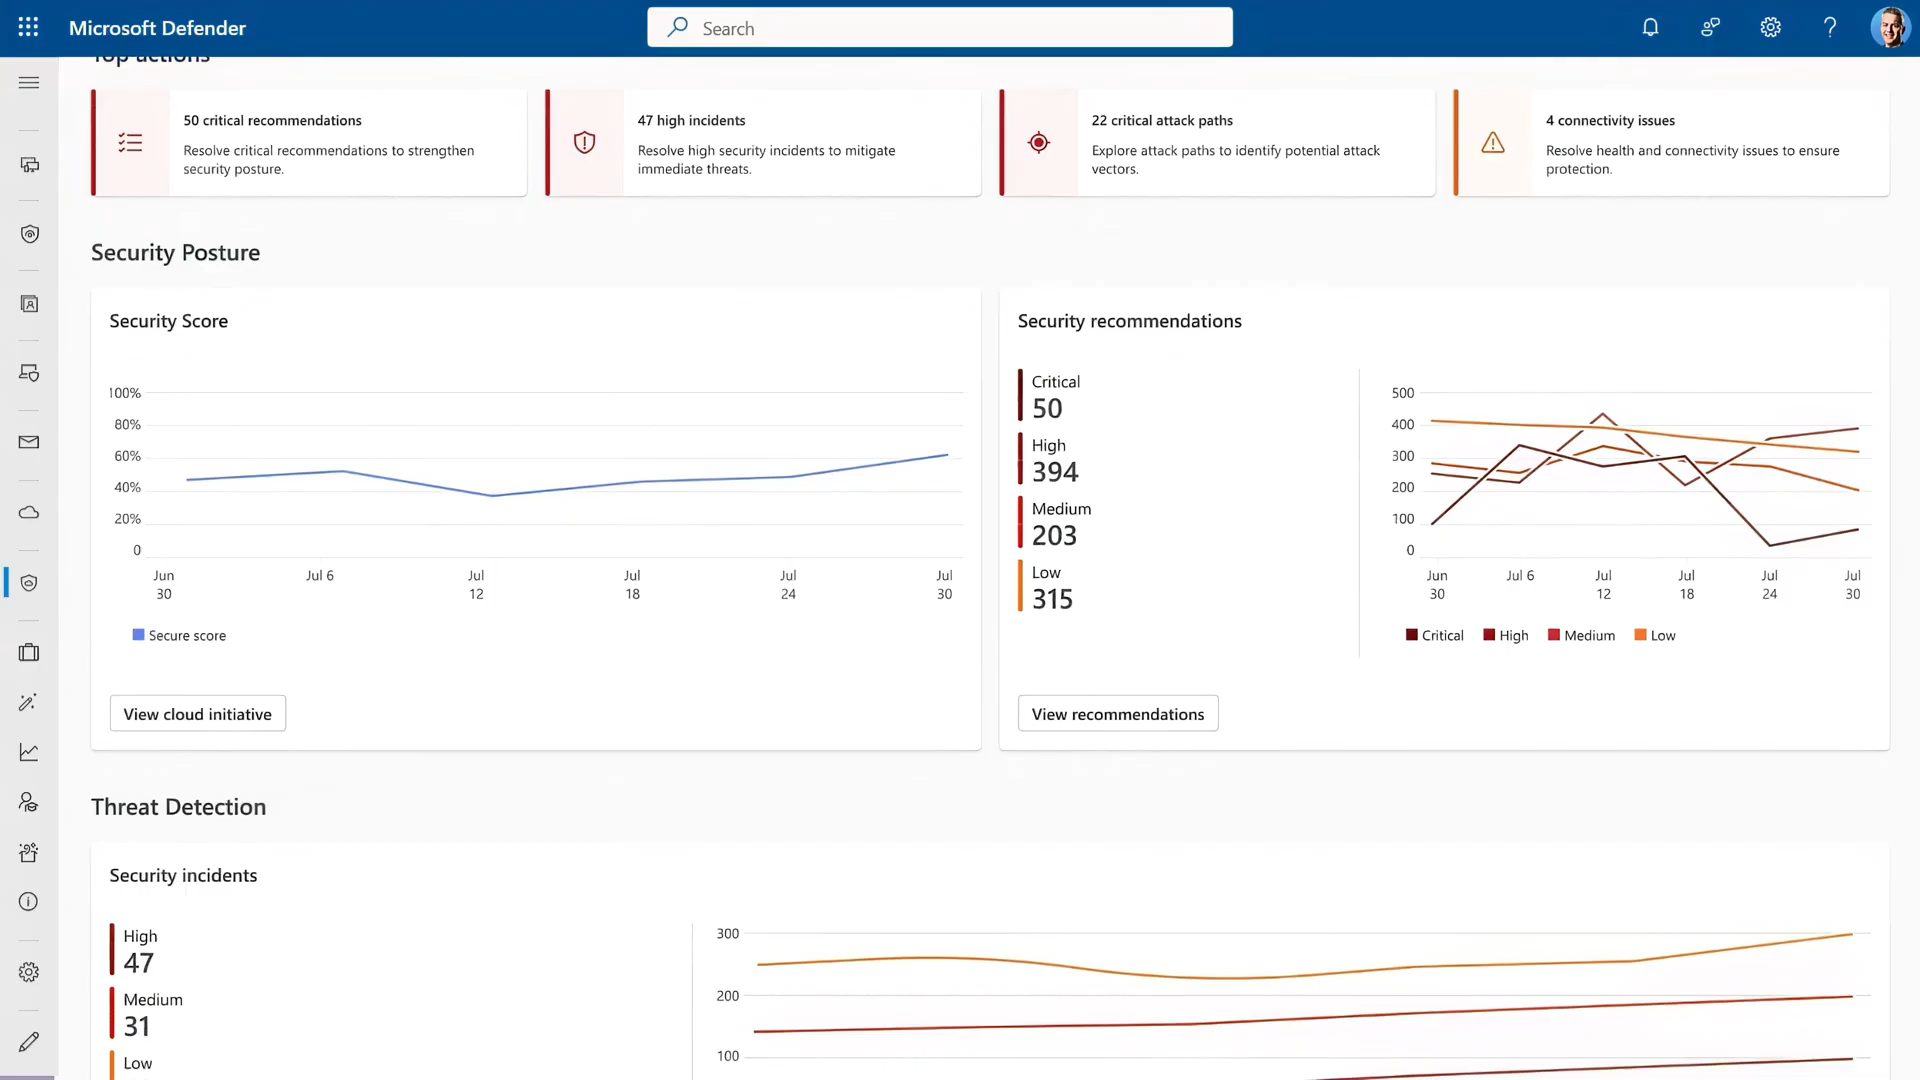 Microsoft Defender
Search
Top actions
50 critical recommendations
Resolve critical recommendations to strengthen
security posture.
47 high incidents
Resolve high security incidents to mitigate
immediate threats.
22 critical attack paths
Explore attack paths to identify potential attack
vectors.
4 connectivity issues
Resolve health and connectivity issues to ensure
protection.
Security Posture
Security Score
100%
80%
60%
40%
20%
0
Jun
30
Jul 6
Jul
12
Jul
18
Jul
24
Jul
30
Secure score
View cloud initiative
Security recommendations
Critical
50
High
394
Medium
203
Low
315
500
400
300
200
100
0
Jun
30
Jul 6
Jul
12
Jul
18
Jul
24
Jul
30
Critical
High
Medium
Low
View recommendations
Threat Detection
Security incidents
High
47
Medium
31
Low
300
200
100